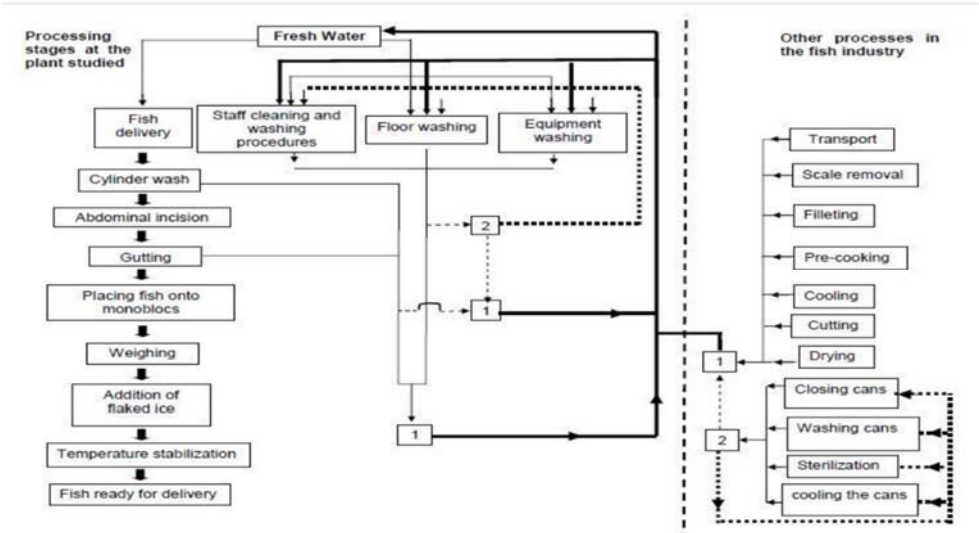 Processing
stages at the
plant studied
Fresh Water
Other processes in
the fish industry
Fish
delivery
Staff cleaning and
washing
procedures
Floor washing
Equipment
washing
Cylinder wash
Abdominal incision
Gutting
Placing fish onto
monoblocs
Weighing
Addition of
flaked ice
Temperature stabilization
Fish ready for delivery
2
1
1
Transport
Scale removal
Filleting
Pre-cooking
Cooling
Cutting
Drying
1
Closing cans
Washing cans
2
Sterilization
cooling the cans